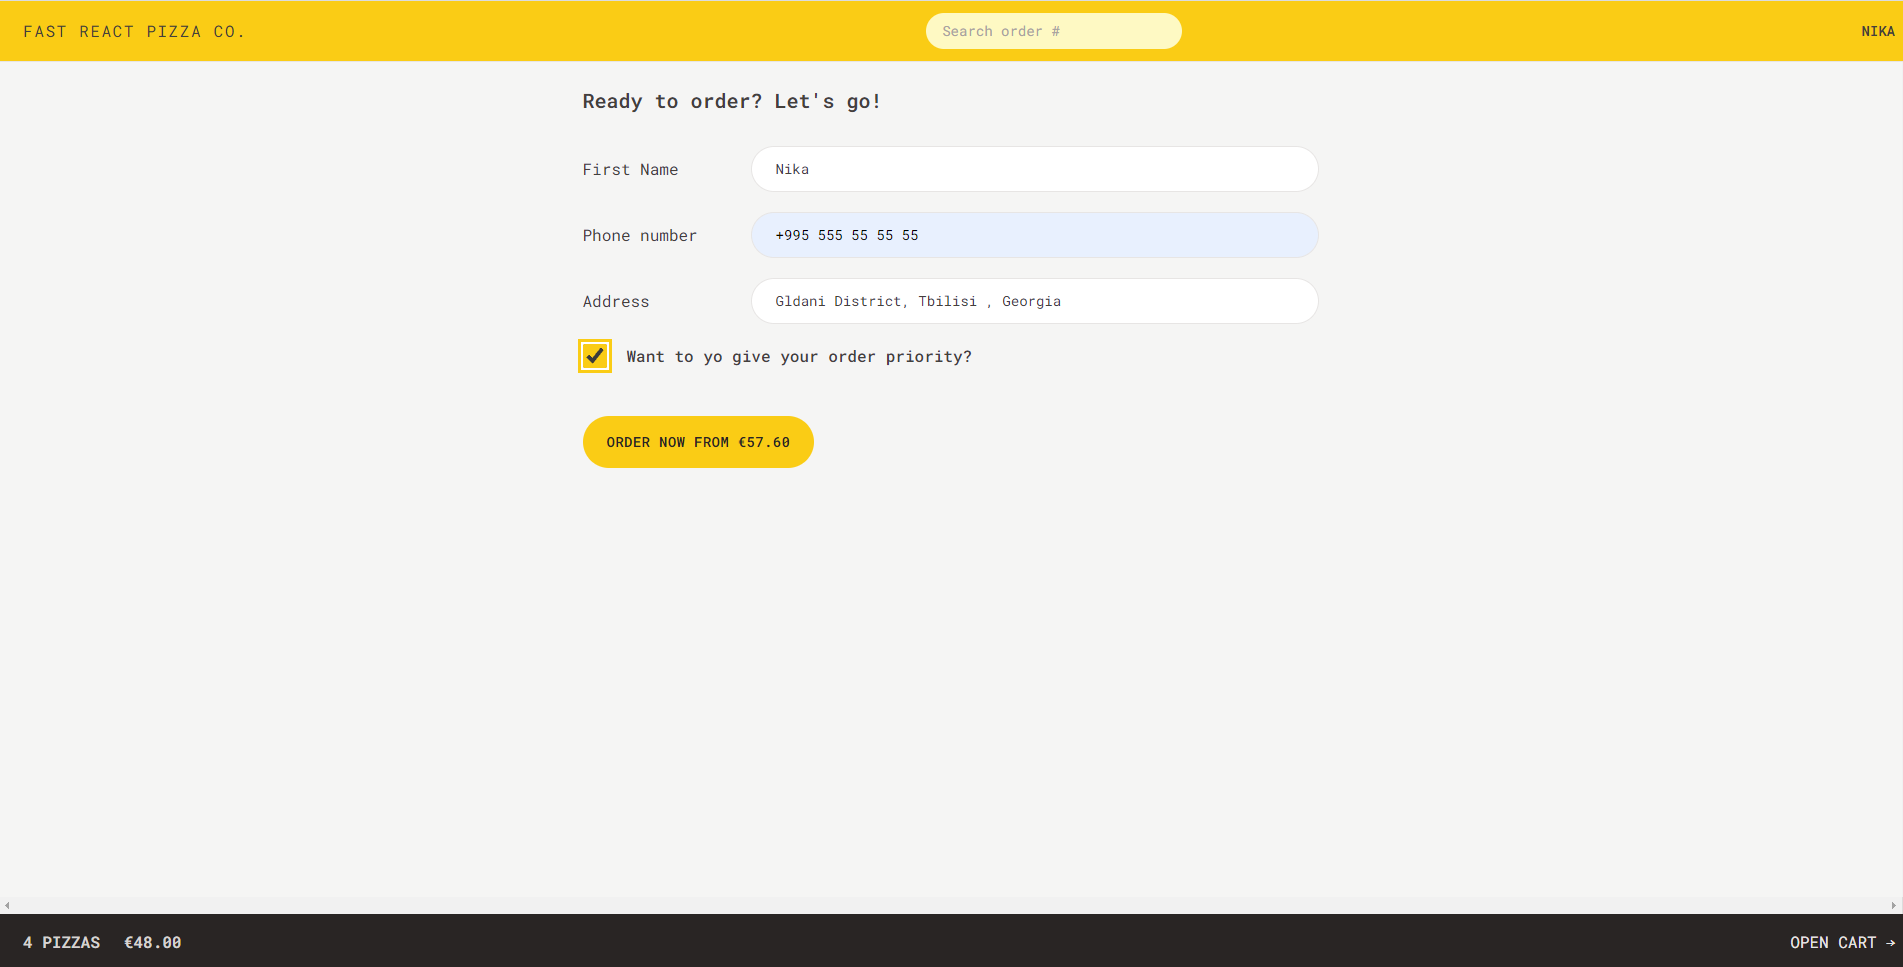 FAST REACT PIZZA CO.
Search order #
NIKA
Ready to order? Let's go!
First Name
Nika
Phone number
+995 555 55 55 55
Address
Gldani District, Tbilisi , Georgia
Want to yo give your order priority?
ORDER NOW FROM €57.60
4 PIZZAS €48.00
OPEN CART →